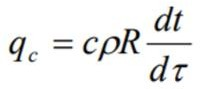 q_c = cρR dt/dτ